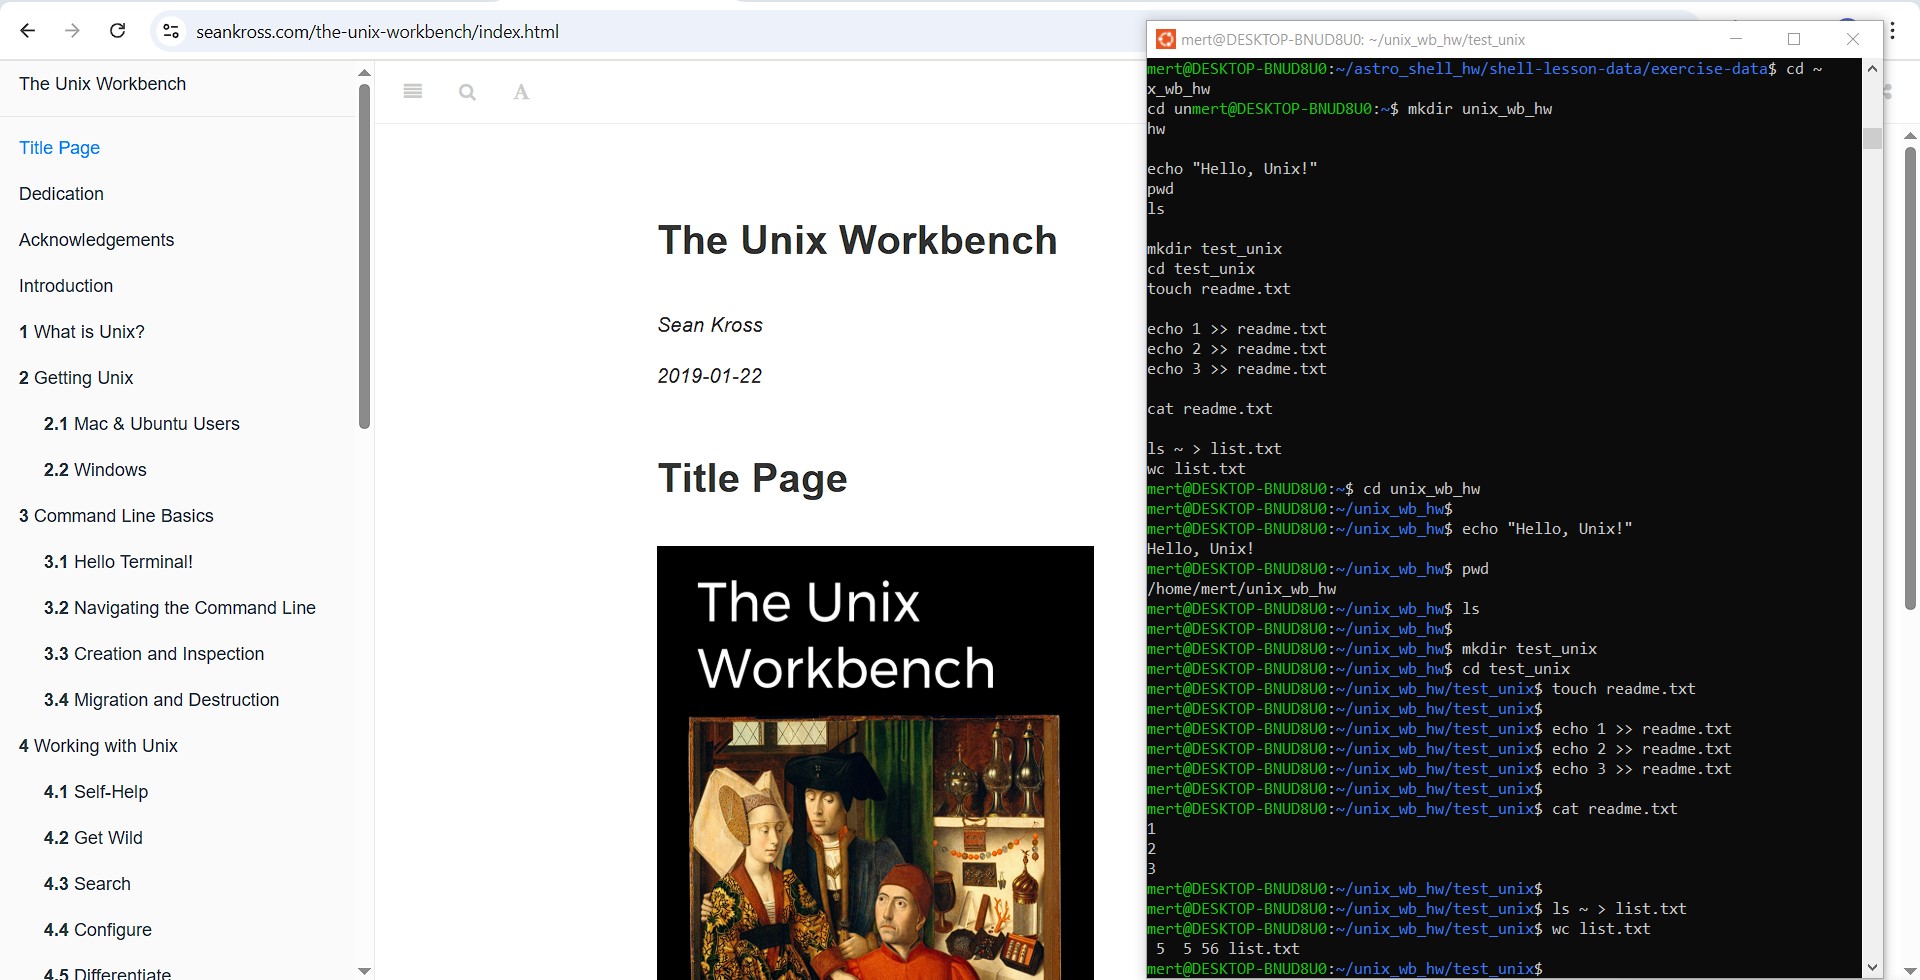 seankross.com/the-unix-workbench/index.html
The Unix Workbench
Title Page
Dedication
Acknowledgements
Introduction
1 What is Unix?
2 Getting Unix
2.1 Mac & Ubuntu Users
2.2 Windows
3 Command Line Basics
3.1 Hello Terminal!
3.2 Navigating the Command Line
3.3 Creation and Inspection
3.4 Migration and Destruction
4 Working with Unix
4.1 Self-Help
4.2 Get Wild
4.3 Search
4.4 Configure
4.5 Differentiate
A
The Unix Workbench
Sean Kross
2019-01-22
Title Page
The Unix
Workbench
mert@DESKTOP-BNUD8U0: ~/unix_wb_hw/test_unix
mert@DESKTOP-BNUD8U0:~/astro_shell_hw/shell-lesson-data/exercise-data$ cd ~
x_wb_hw
cd unmert@DESKTOP-BNUD8U0:~$ mkdir unix_wb_hw
hw
echo "Hello, Unix!"
pwd
ls
mkdir test_unix
cd test_unix
touch readme.txt
echo 1 >> readme.txt
echo 2 >> readme.txt
echo 3 >> readme.txt
cat readme.txt
ls ~ > list.txt
wc list.txt
mert@DESKTOP-BNUD8U0:~$ cd unix_wb_hw
mert@DESKTOP-BNUD8U0:~/unix_wb_hw$
mert@DESKTOP-BNUD8U0:~/unix_wb_hw$ echo "Hello, Unix!"
Hello, Unix!
mert@DESKTOP-BNUD8U0:~/unix_wb_hw$ pwd
/home/mert/unix_wb_hw
mert@DESKTOP-BNUD8U0:~/unix_wb_hw$ ls
mert@DESKTOP-BNUD8U0:~/unix_wb_hw$
mert@DESKTOP-BNUD8U0:~/unix_wb_hw$ mkdir test_unix
mert@DESKTOP-BNUD8U0:~/unix_wb_hw$ cd test_unix
mert@DESKTOP-BNUD8U0:~/unix_wb_hw/test_unix$ touch readme.txt
mert@DESKTOP-BNUD8U0:~/unix_wb_hw/test_unix$
mert@DESKTOP-BNUD8U0:~/unix_wb_hw/test_unix$ echo 1 >> readme.txt
mert@DESKTOP-BNUD8U0:~/unix_wb_hw/test_unix$ echo 2 >> readme.txt
mert@DESKTOP-BNUD8U0:~/unix_wb_hw/test_unix$ echo 3 >> readme.txt
mert@DESKTOP-BNUD8U0:~/unix_wb_hw/test_unix$
mert@DESKTOP-BNUD8U0:~/unix_wb_hw/test_unix$ cat readme.txt
1
2
3
mert@DESKTOP-BNUD8U0:~/unix_wb_hw/test_unix$
mert@DESKTOP-BNUD8U0:~/unix_wb_hw/test_unix$ ls ~ > list.txt
mert@DESKTOP-BNUD8U0:~/unix_wb_hw/test_unix$ wc list.txt
5 5 56 list.txt
mert@DESKTOP-BNUD8U0:~/unix_wb_hw/test_unix$